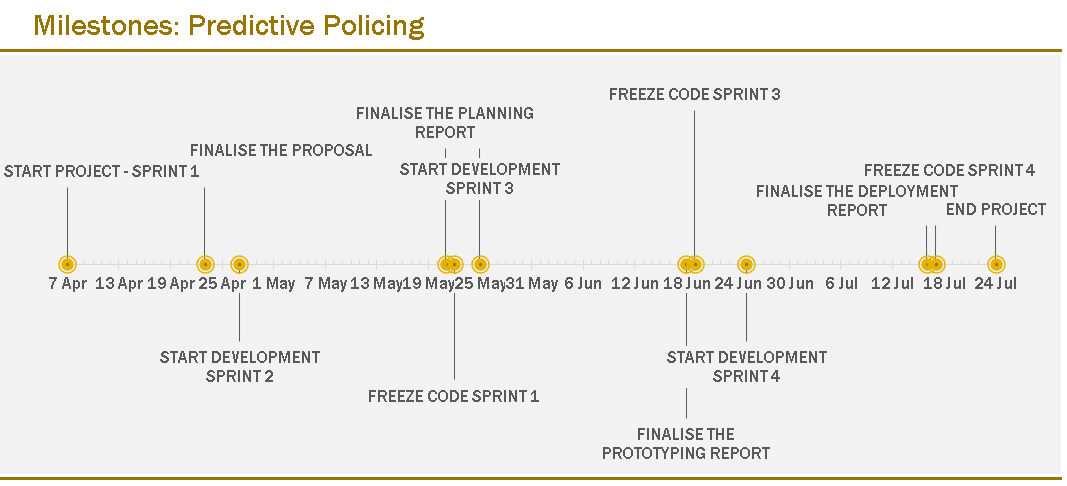 Milestones: Predictive Policing
FREEZE CODE SPRINT 3
FINALISE THE PLANNING
REPORT
FINALISE THE PROPOSAL
START PROJECT - SPRINT 1
START DEVELOPMENT
SPRINT 3
FREEZE CODE SPRINT 4
FINALISE THE DEPLOYMENT
REPORT
END PROJECT
7 Apr 13 Apr 19 Apr 25 Apr 1 May 7 May 13 May 19 May 25 May 31 May 6 Jun 12 Jun 18 Jun 24 Jun 30 Jun 6 Jul 12 Jul 18 Jul 24 Jul
START DEVELOPMENT
SPRINT 2
START DEVELOPMENT
SPRINT 4
FREEZE CODE SPRINT 1
FINALISE THE
PROTOTYPING REPORT